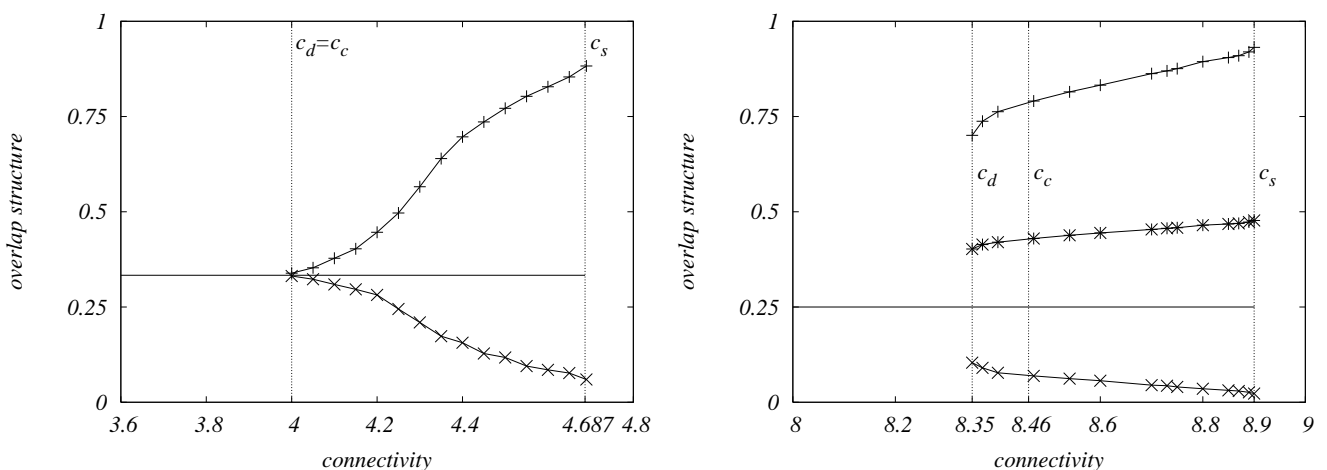 1
0.75
0.5
0.25
0
3.6
3.8
4
4.2
4.4
4.687
4.8
overlap structure
connectivity
c_d=c_c
c_s
1
0.75
0.5
0.25
0
8
8.2
8.35
8.46
8.6
8.8
8.9
9
overlap structure
connectivity
c_d
c_c
c_s